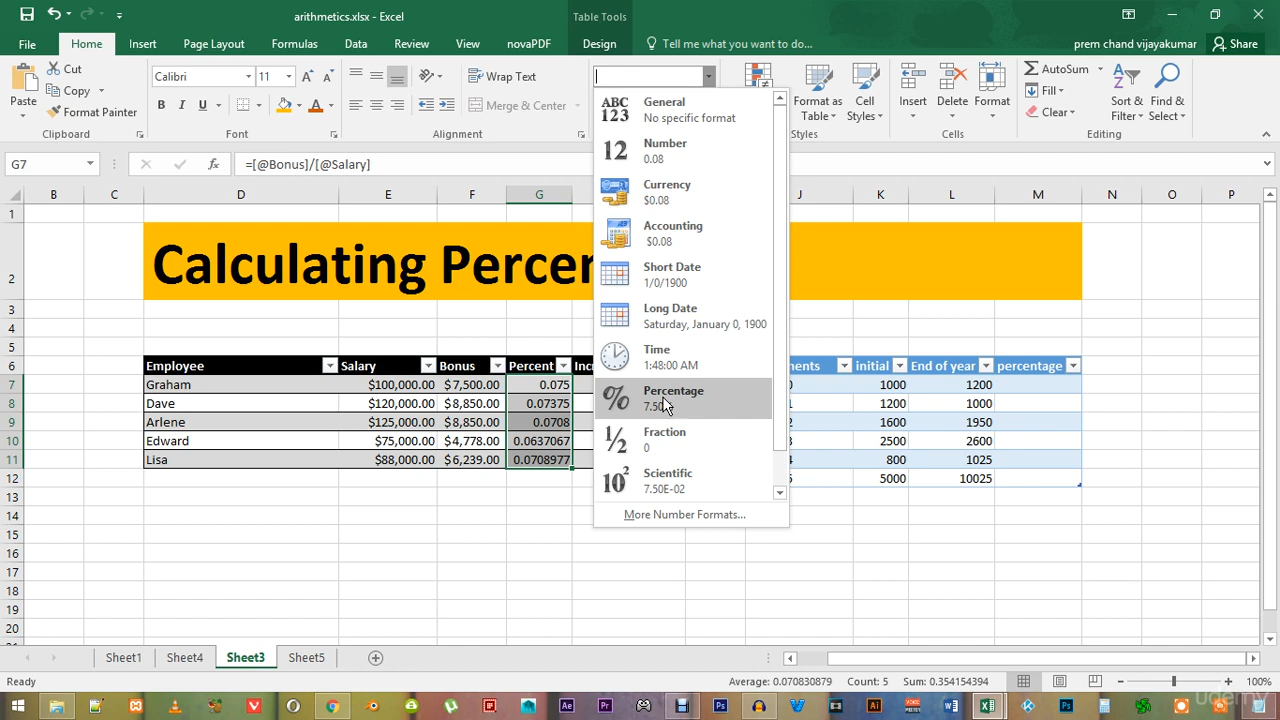 arithmetics.xlsx - Excel
Table Tools
File
Home
Insert
Page Layout
Formulas
Data
Review
View
novaPDF
Design
Tell me what you want to do...
prem chand vijayakumar
Share
Paste
Cut
Copy
Format Painter
Clipboard
Calibri
11
A A
B I U
A
Font
Wrap Text
Merge & Center
Alignment
Format as Table
Cell Styles
Styles
Insert
Delete
Format
Cells
AutoSum
Fill
Clear
Sort & Filter
Find & Select
Editing
G7
fx
=[@Bonus]/[@Salary]
B C D E F G J K L M N O P
1
2 Calculating Percen
3
4
5
6 Employee Salary Bonus Percent Inc ments initial End of year percentage
7 Graham $100,000.00 $7,500.00 0.075 0 1000 1200
8 Dave $120,000.00 $8,850.00 0.07375 1 1200 1000
9 Arlene $125,000.00 $8,850.00 0.0708 2 1600 1950
10 Edward $75,000.00 $4,778.00 0.0637067 3 2500 2600
11 Lisa $88,000.00 $6,239.00 0.0708977 4 800 1025
12 5 5000 10025
13
14
15
16
17
18
19
20
ABC 123 General
No specific format
12 Number
0.08
Currency
$0.08
Accounting
$0.08
Short Date
1/0/1900
Long Date
Saturday, January 0, 1900
Time
1:48:00 AM
% Percentage
7.50
½ Fraction
0
10² Scientific
7.50E-02
More Number Formats...
Sheet1
Sheet4
Sheet3
Sheet5
Ready
Average: 0.070830879 Count: 5 Sum: 0.354154394
100%
udemy